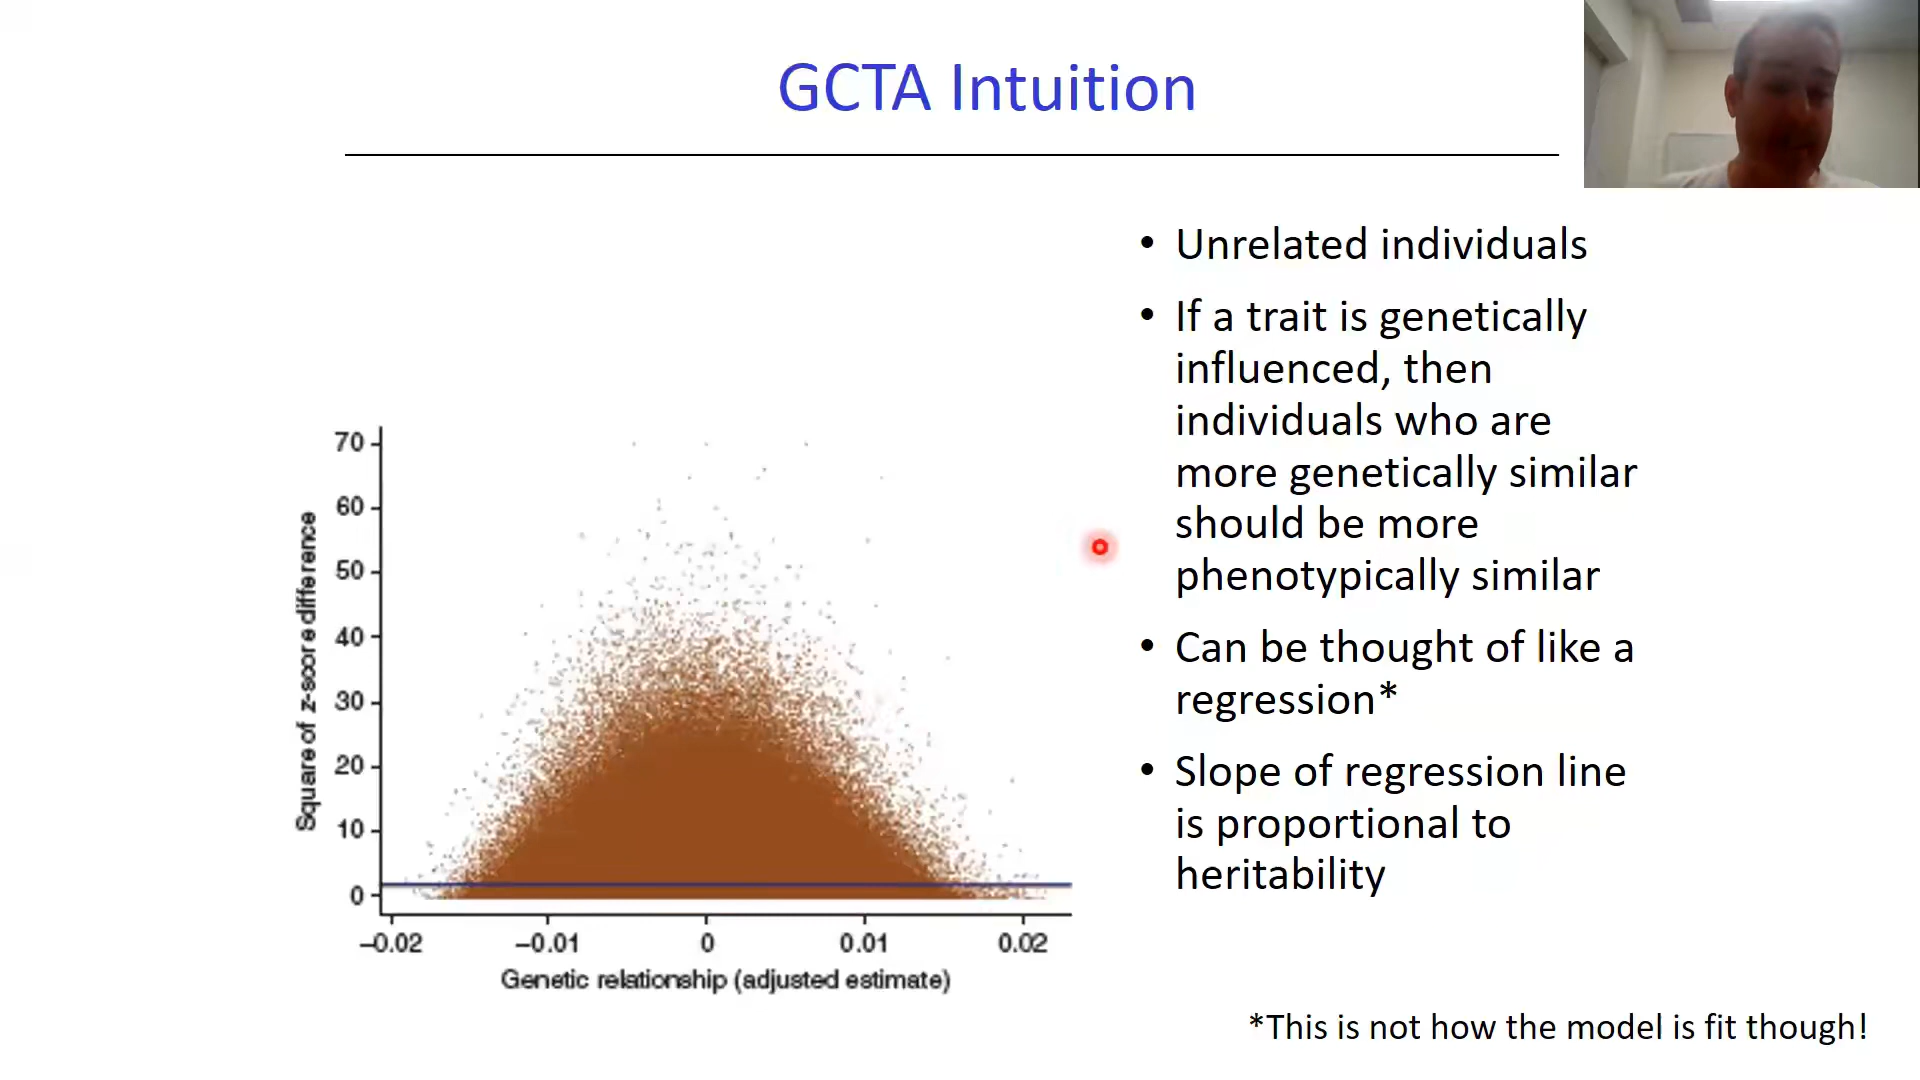 GCTA Intuition
• Unrelated individuals
• If a trait is genetically
influenced, then
individuals who are
more genetically similar
should be more
phenotypically similar
• Can be thought of like a
regression*
• Slope of regression line
is proportional to
heritability
Square of z-score difference
70
60
50
40
30
20
10
0
−0.02 −0.01 0 0.01 0.02
Genetic relationship (adjusted estimate)
*This is not how the model is fit though!